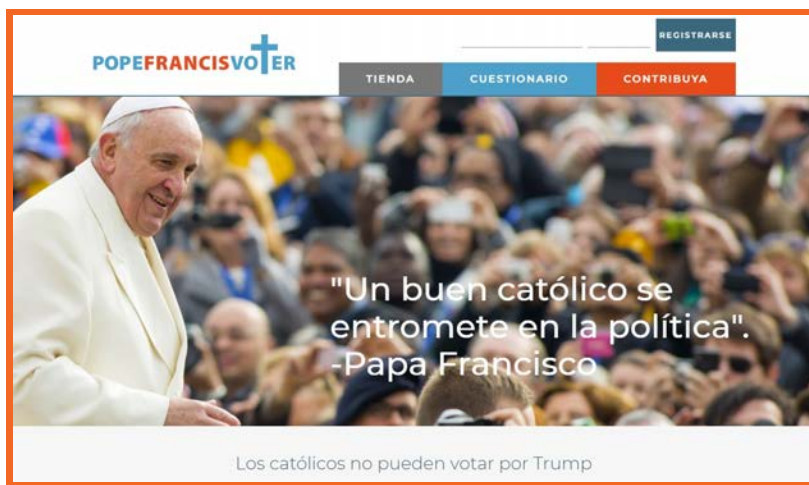 REGISTRARSE
POPEFRANCISVOTER
TIENDA CUESTIONARIO CONTRIBUYA
"Un buen católico se
entromete en la política".
-Papa Francisco
Los católicos no pueden votar por Trump